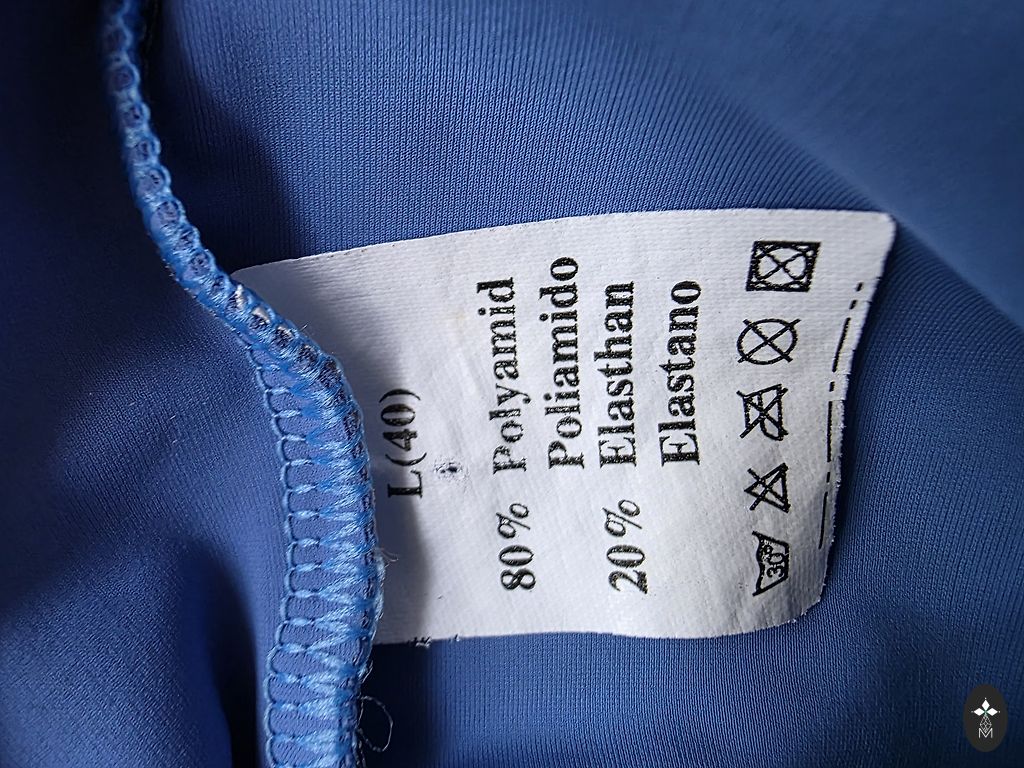 L(40)
80% Polyamid
Poliamido
20% Elasthan
Elastano
30°
M